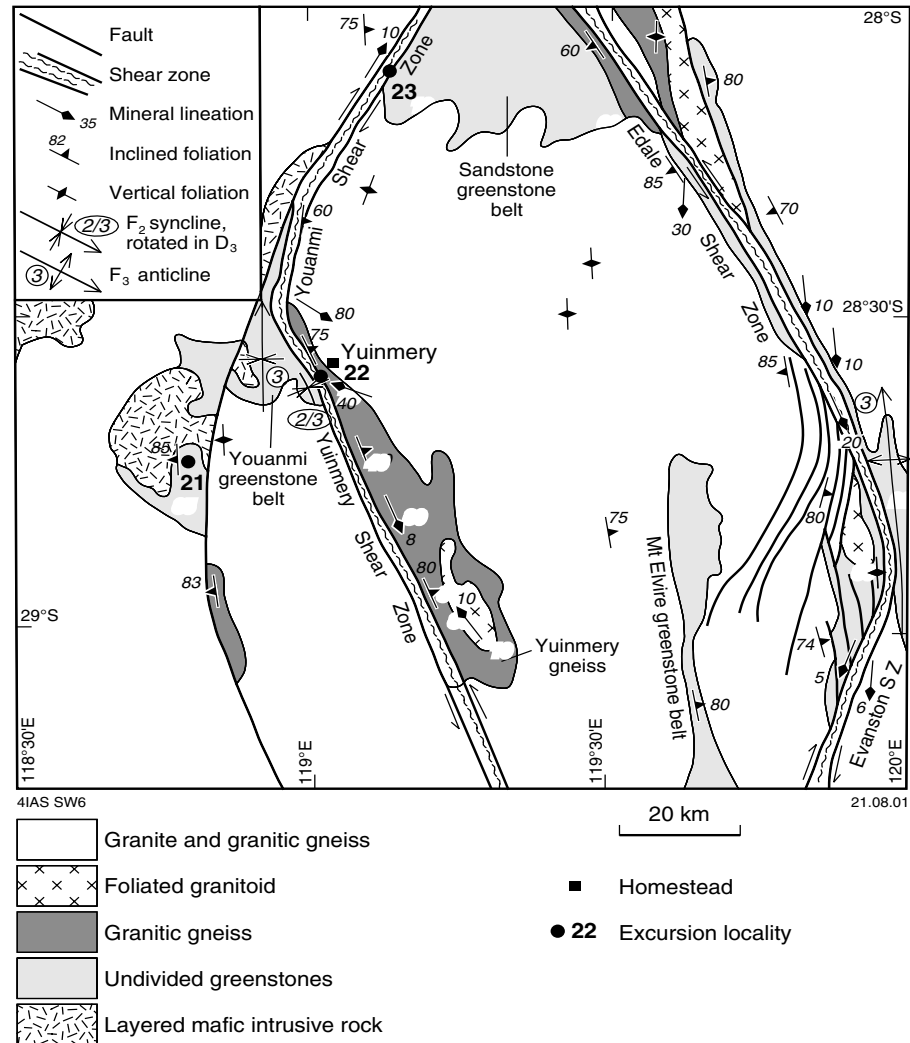 Fault
Shear zone
35
Mineral lineation
82
Inclined foliation
Vertical foliation
2/3
F2 syncline,
rotated in D3
3
F3 anticline
28°S
75
10
Zone
23
60
80
Shear
Sandstone
greenstone
belt
Edale
85
30
70
Shear
60
Youanmi
Zone
10
28°30'S
80
75
Yuinmery
22
3
40
2/3
85
10
3
20
85
21
Youanmi
greenstone
belt
Yuinmery
8
75
80
Shear
Mt Elvire greenstone belt
80
83
10
29°S
Zone
Yuinmery
gneiss
74
5
6
80
Evanston S Z
118°30'E
119°E
119°30'E
120°E
4IAS SW6
21.08.01
20 km
Granite and granitic gneiss
Foliated granitoid
Homestead
Granitic gneiss
22 Excursion locality
Undivided greenstones
Layered mafic intrusive rock